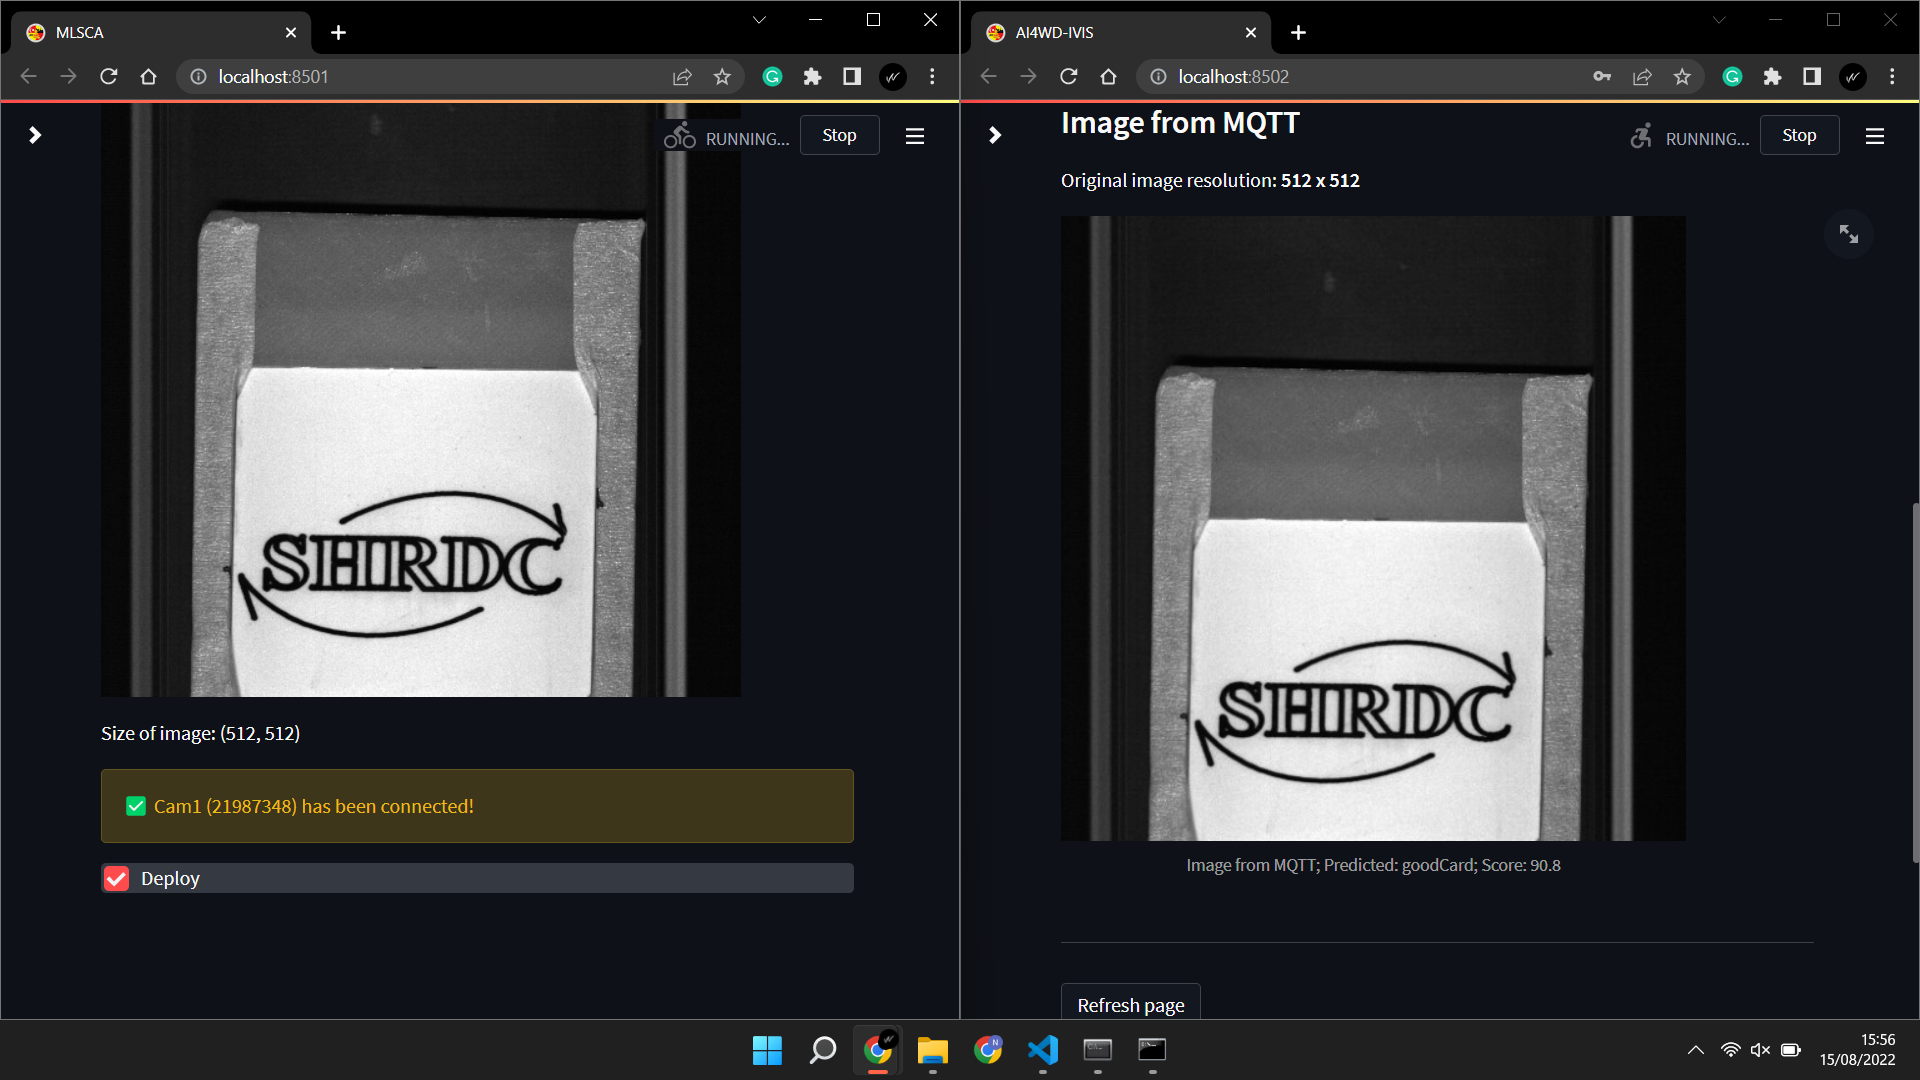 MLSCA
localhost:8501
RUNNING...
Stop
SHRDC
Size of image: (512, 512)
Cam1 (21987348) has been connected!
Deploy
AI4WD-IVIS
localhost:8502
Image from MQTT
RUNNING...
Stop
Original image resolution: 512 x 512
SHRDC
Image from MQTT; Predicted: goodCard; Score: 90.8
Refresh page
15:56
15/08/2022